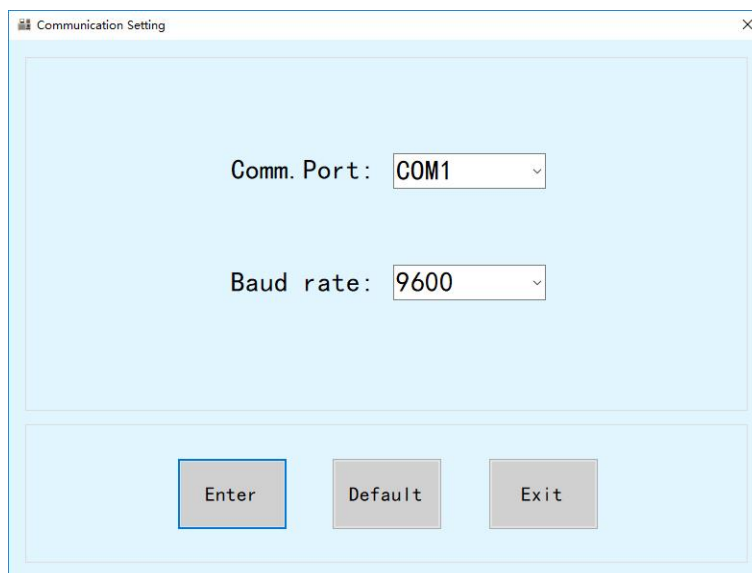 Communication Setting
Comm.Port: COM1
Baud rate: 9600
Enter Default Exit